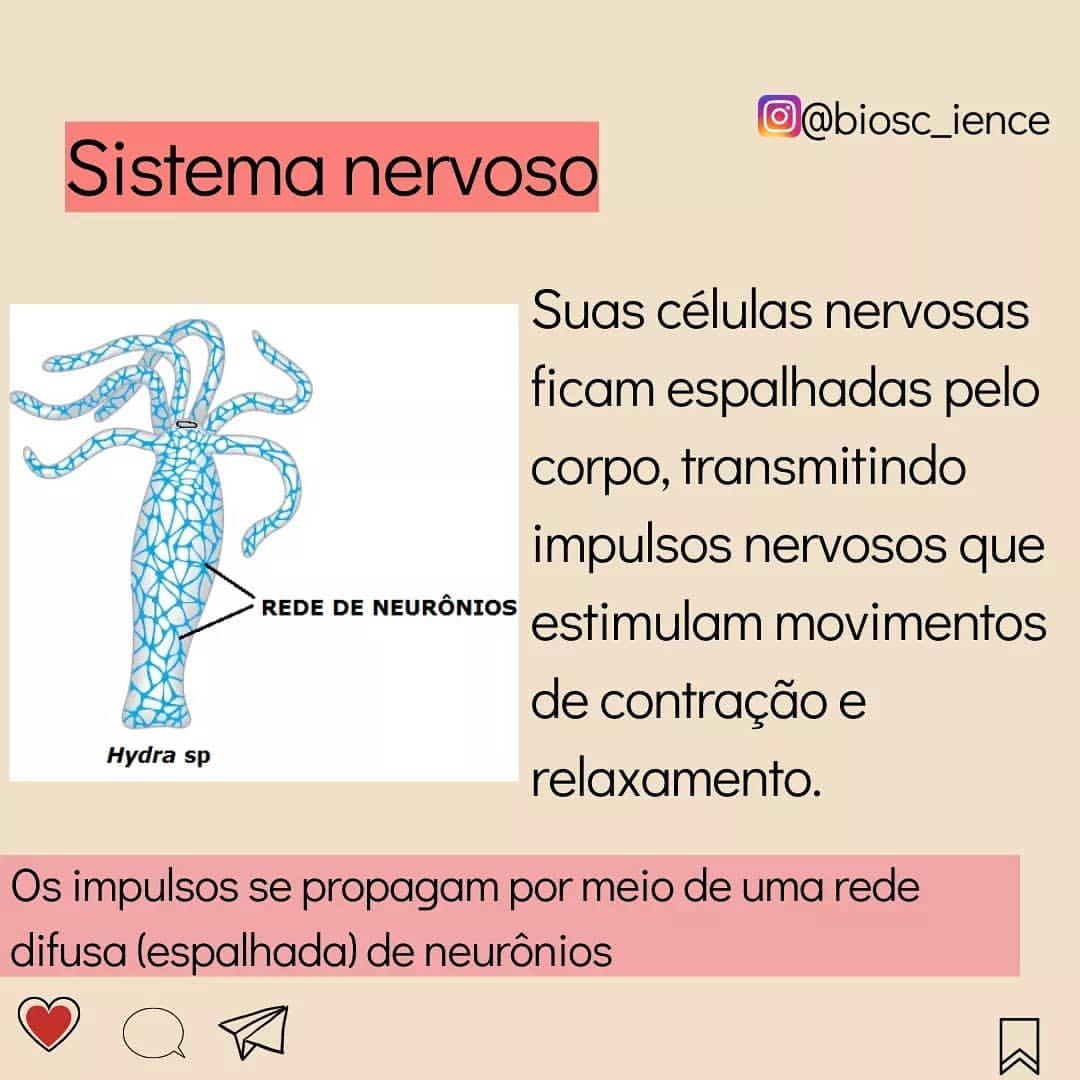 @biosc_ience
Sistema nervoso
Suas células nervosas
ficam espalhadas pelo
corpo, transmitindo
impulsos nervosos que
estimulam movimentos
de contração e
relaxamento.
REDE DE NEURÔNIOS
Hydra sp
Os impulsos se propagam por meio de uma rede
difusa (espalhada) de neurônios